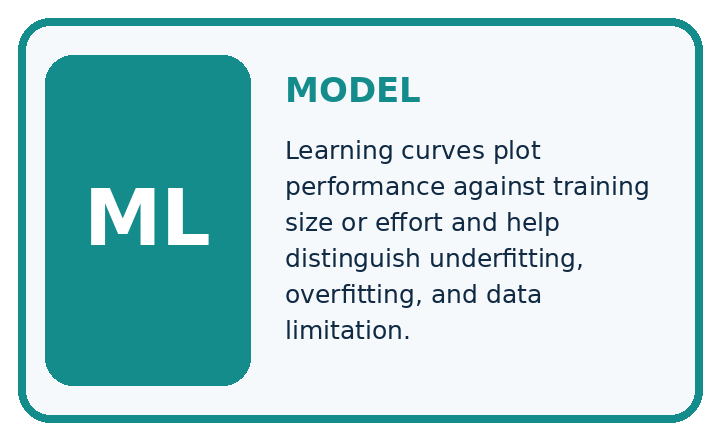 ML
MODEL
Learning curves plot
performance against training
size or effort and help
distinguish underfitting,
overfitting, and data
limitation.